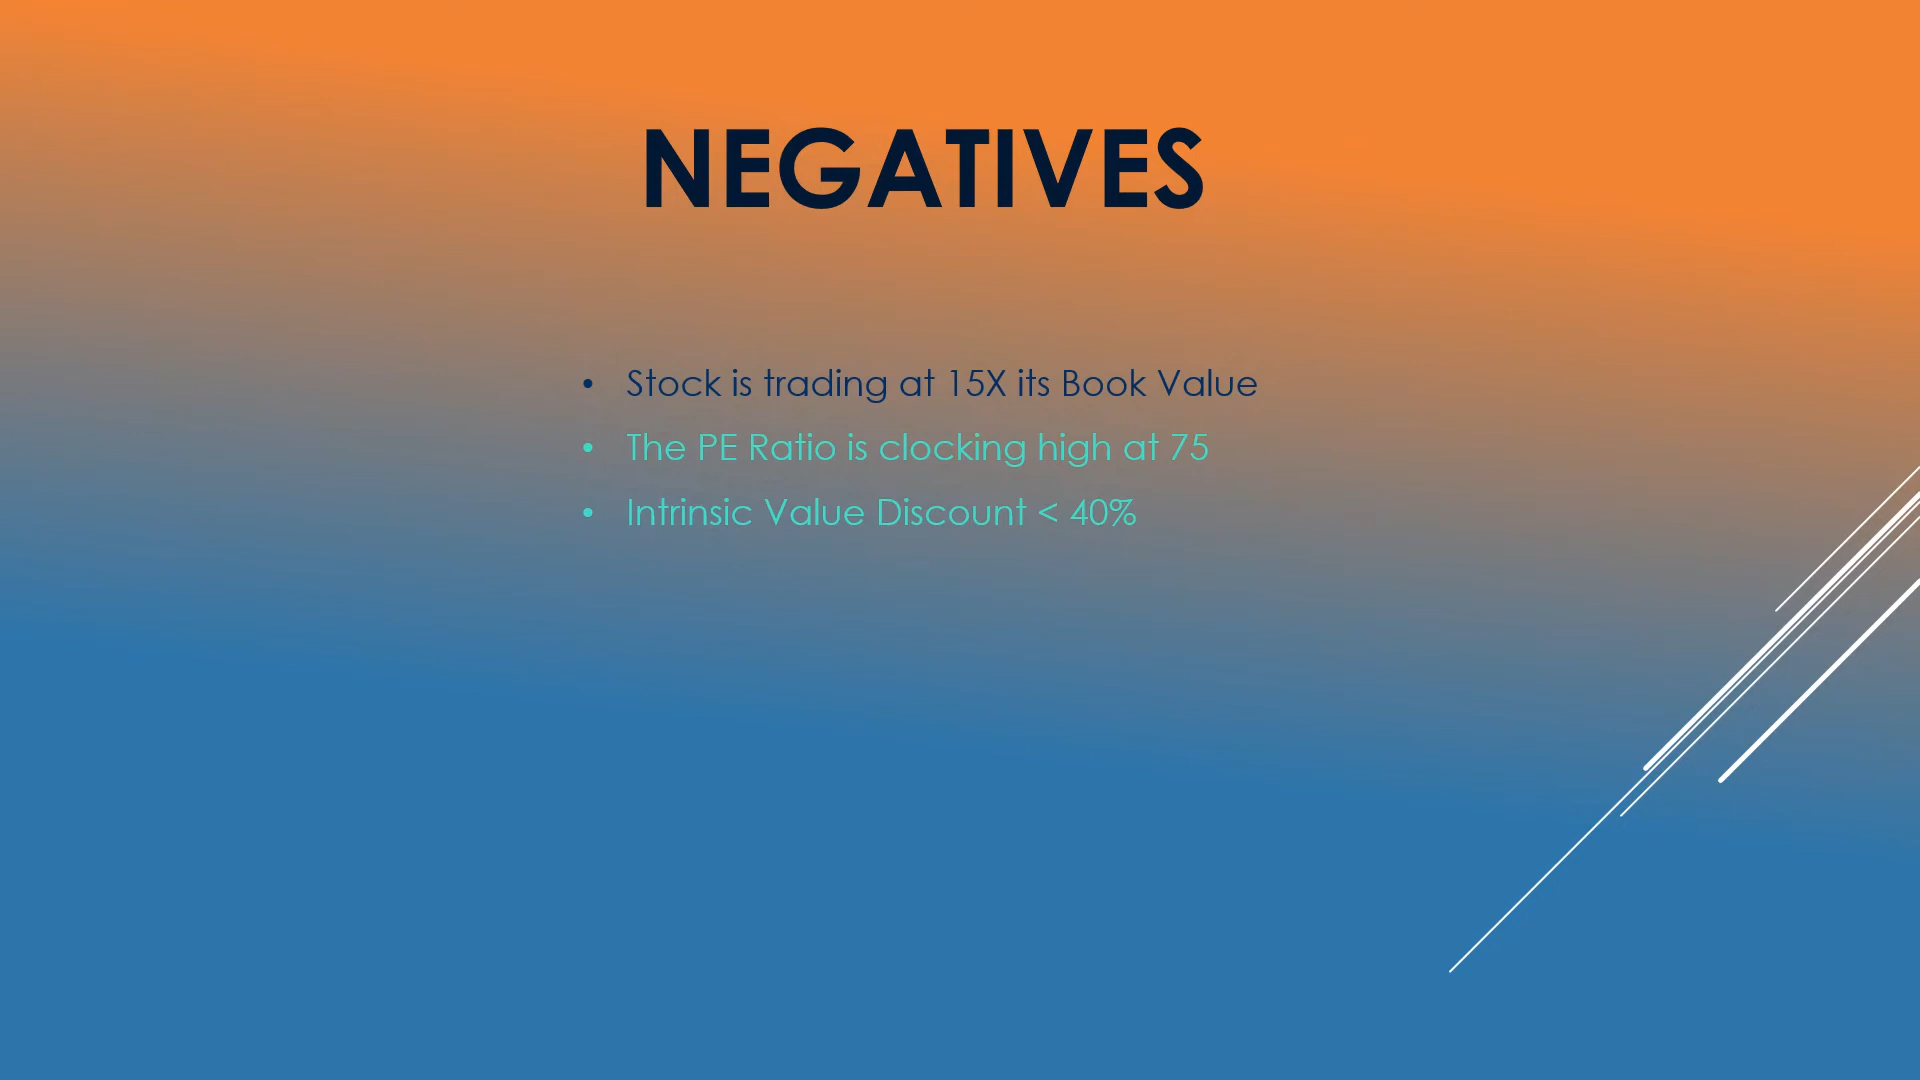 NEGATIVES
• Stock is trading at 15X its Book Value
• The PE Ratio is clocking high at 75
• Intrinsic Value Discount < 40%